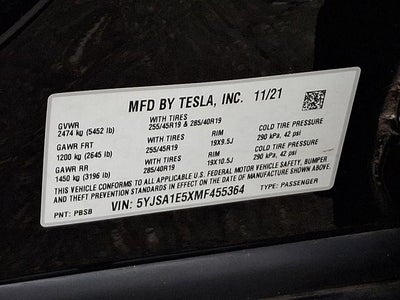 MFD BY TESLA, INC. 11/21
GVWR WITH TIRES
2474 kg (5452 lb) 255/45R19 & 285/40R19
GAWR FRT WITH TIRES RIM COLD TIRE PRESSURE
1200 kg (2645 lb) 255/45R19 19X9.5J 290 kPa, 42 psi
GAWR RR WITH TIRES RIM COLD TIRE PRESSURE
1450 kg (3196 lb) 285/40R19 19X10.5J 290 kPa, 42 psi
THIS VEHICLE CONFORMS TO ALL APPLICABLE U.S. FEDERAL MOTOR VEHICLE SAFETY, BUMPER
AND THEFT PREVENTION STANDARDS IN EFFECT ON THE DATE OF MANUFACTURE SHOWN ABOVE.
VIN: 5YJSA1E5XMF455364 TYPE: PASSENGER
PNT: PBSB